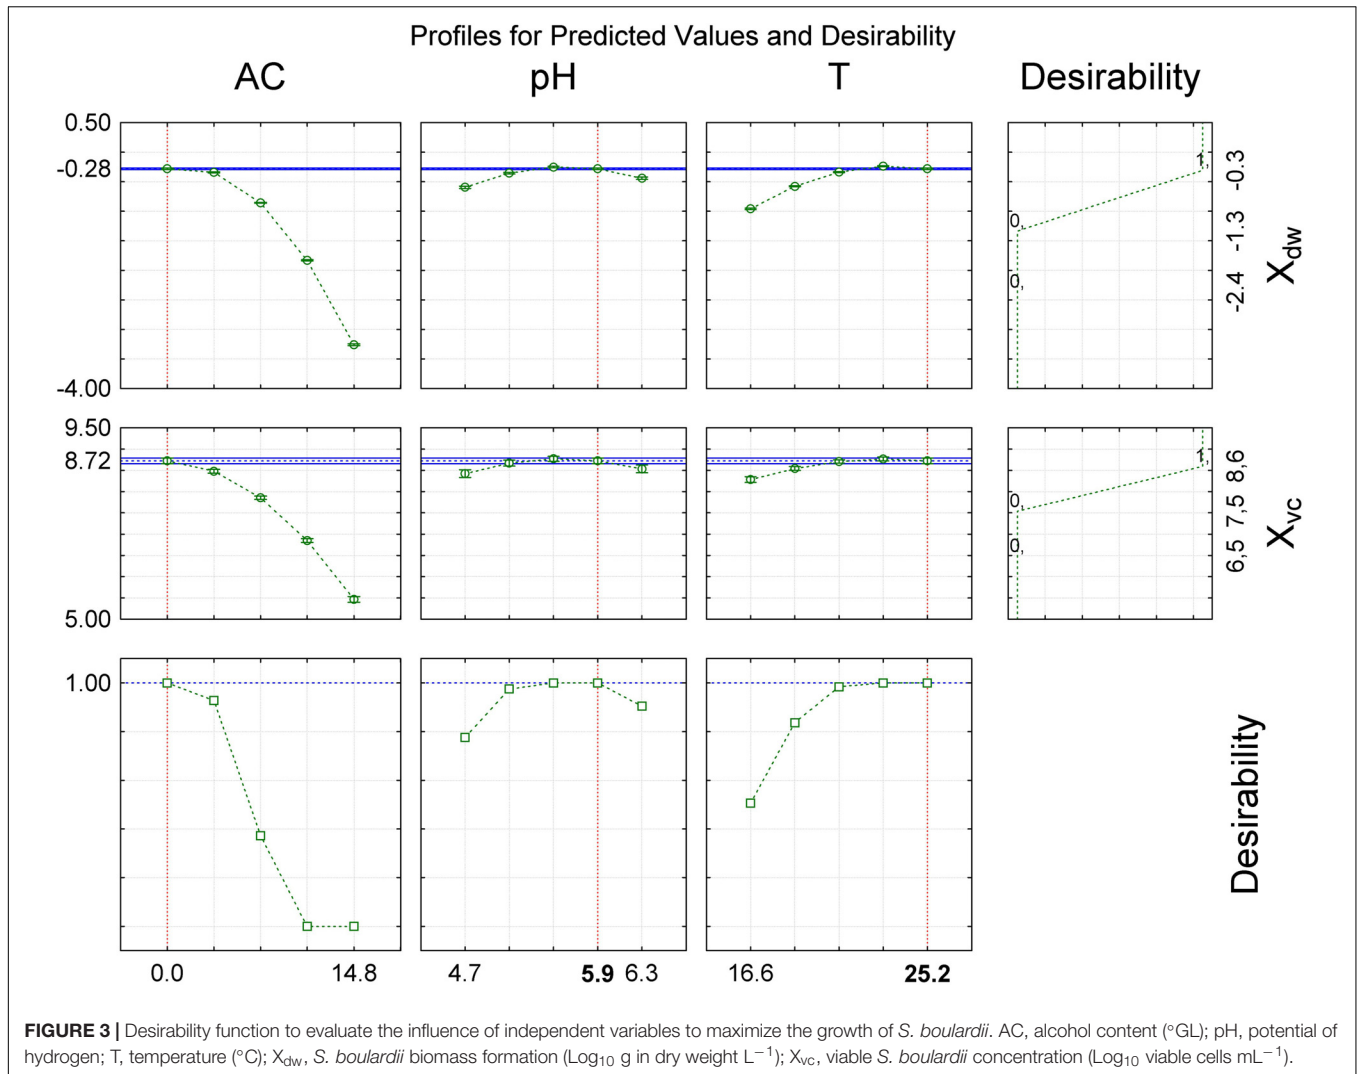 Profiles for Predicted Values and Desirability
AC pH T Desirability
0.50
-0.28
-4.00
1,
0,
0,
-0.3
-1.3
-2.4
X_dw
9.50
8.72
5.00
1,
0,
0,
8,6
7,5
6,5
X_vc
1.00
Desirability
0.0 14.8 4.7 5.9 6.3 16.6 25.2
FIGURE 3 | Desirability function to evaluate the influence of independent variables to maximize the growth of S. boulardii. AC, alcohol content (°GL); pH, potential of
hydrogen; T, temperature (°C); X_dw, S. boulardii biomass formation (Log₁₀ g in dry weight L⁻¹); X_vc, viable S. boulardii concentration (Log₁₀ viable cells mL⁻¹).